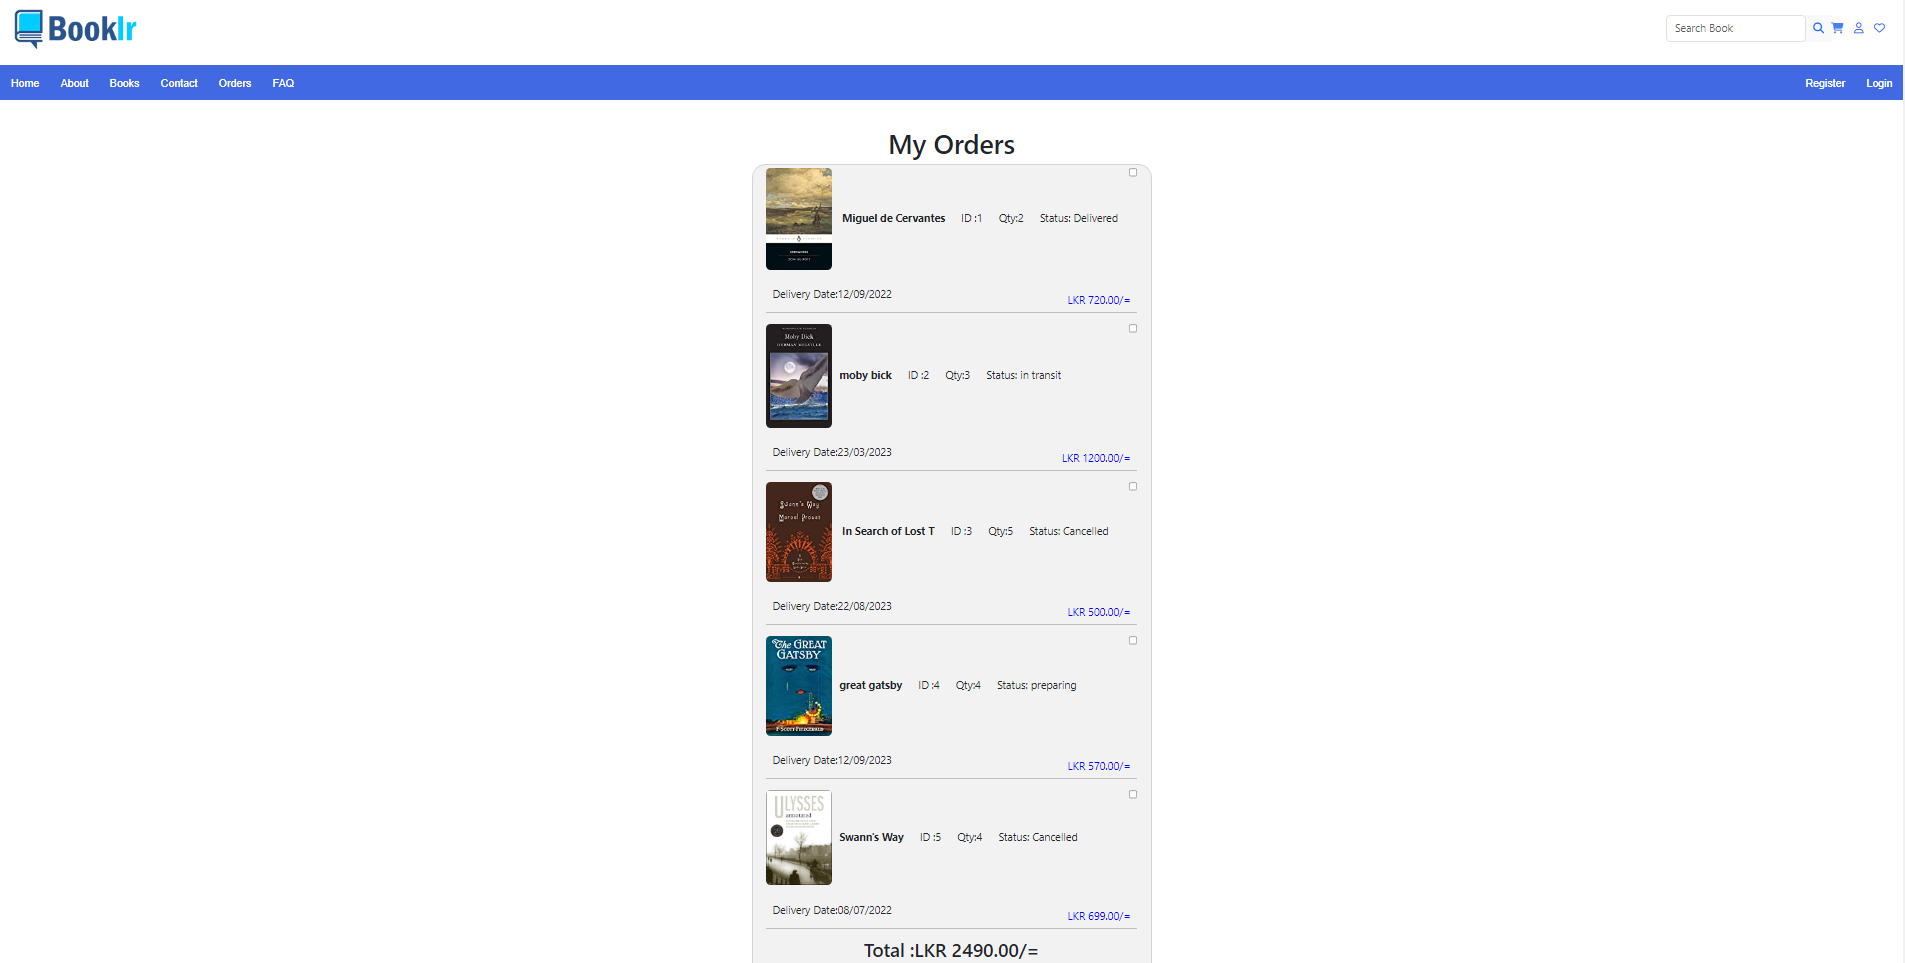 Booklr
Search Book
Home About Books Contact Orders FAQ Register Login
My Orders
Miguel de Cervantes ID :1 Qty:2 Status: Delivered
Delivery Date:12/09/2022
LKR 720.00/=
Moby Dick
HERMAN MELVILLE
moby bick ID :2 Qty:3 Status: in transit
Delivery Date:23/03/2023
LKR 1200.00/=
Swann's Way
Marcel Proust
In Search of Lost T ID :3 Qty:5 Status: Cancelled
Delivery Date:22/08/2023
LKR 500.00/=
The GREAT
GATSBY
F·SCOTT·FITZGERALD
great gatsby ID :4 Qty:4 Status: preparing
Delivery Date:12/09/2023
LKR 570.00/=
ULYSSES
annotated
Swann's Way ID :5 Qty:4 Status: Cancelled
Delivery Date:08/07/2022
LKR 699.00/=
Total :LKR 2490.00/=